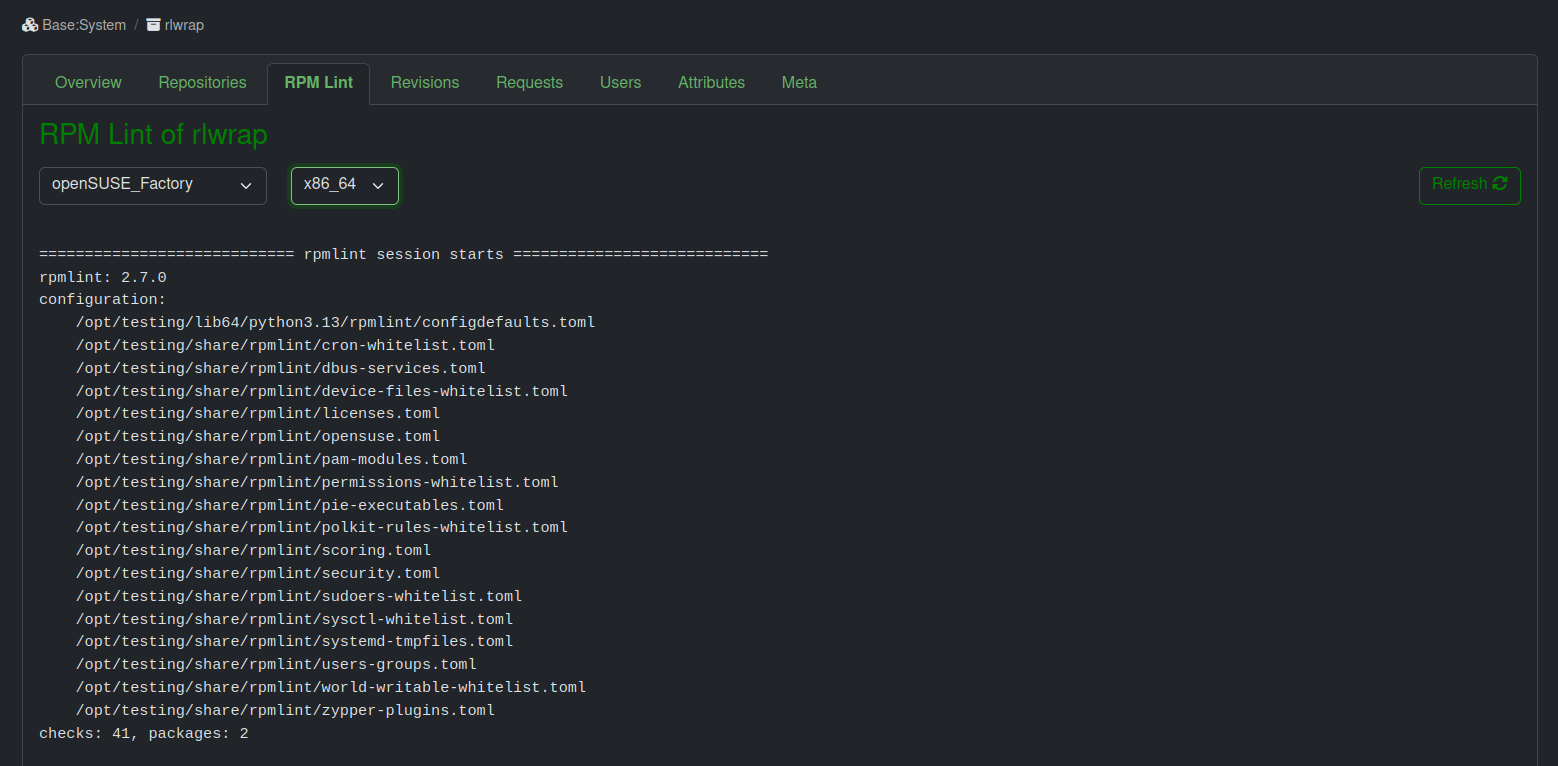 Base:System / rlwrap
Overview Repositories RPM Lint Revisions Requests Users Attributes Meta
RPM Lint of rlwrap
openSUSE_Factory x86_64 Refresh
============================ rpmlint session starts ============================
rpmlint: 2.7.0
configuration:
    /opt/testing/lib64/python3.13/rpmlint/configdefaults.toml
    /opt/testing/share/rpmlint/cron-whitelist.toml
    /opt/testing/share/rpmlint/dbus-services.toml
    /opt/testing/share/rpmlint/device-files-whitelist.toml
    /opt/testing/share/rpmlint/licenses.toml
    /opt/testing/share/rpmlint/opensuse.toml
    /opt/testing/share/rpmlint/pam-modules.toml
    /opt/testing/share/rpmlint/permissions-whitelist.toml
    /opt/testing/share/rpmlint/pie-executables.toml
    /opt/testing/share/rpmlint/polkit-rules-whitelist.toml
    /opt/testing/share/rpmlint/scoring.toml
    /opt/testing/share/rpmlint/security.toml
    /opt/testing/share/rpmlint/sudoers-whitelist.toml
    /opt/testing/share/rpmlint/sysctl-whitelist.toml
    /opt/testing/share/rpmlint/systemd-tmpfiles.toml
    /opt/testing/share/rpmlint/users-groups.toml
    /opt/testing/share/rpmlint/world-writable-whitelist.toml
    /opt/testing/share/rpmlint/zypper-plugins.toml
checks: 41, packages: 2